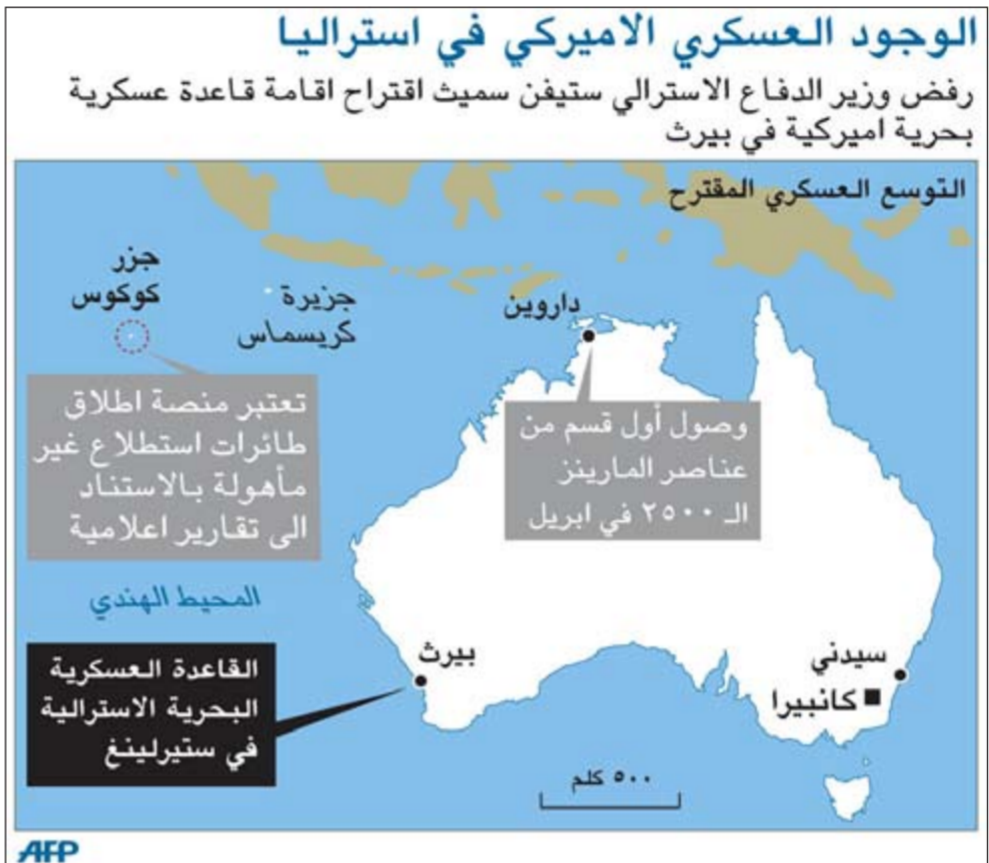 الوجود العسكري الاميركي في استراليا
رفض وزير الدفاع الاسترالي ستيفن سميث اقتراح اقامة قاعدة عسكرية
بحرية اميركية في بيرث
التوسع العسكري المقترح
جزر
كوكوس
جزيرة
كريسماس
داروين
تعتبر منصة اطلاق
طائرات استطلاع غير
مأهولة بالاستناد
الى تقارير اعلامية
وصول أول قسم من
عناصر المارينز
الـ ٢٥٠٠ في ابريل
المحيط الهندي
بيرث
القاعدة العسكرية
البحرية الاسترالية
في ستيرلينغ
سيدني
كانبيرا
٥٠٠ كلم
AFP